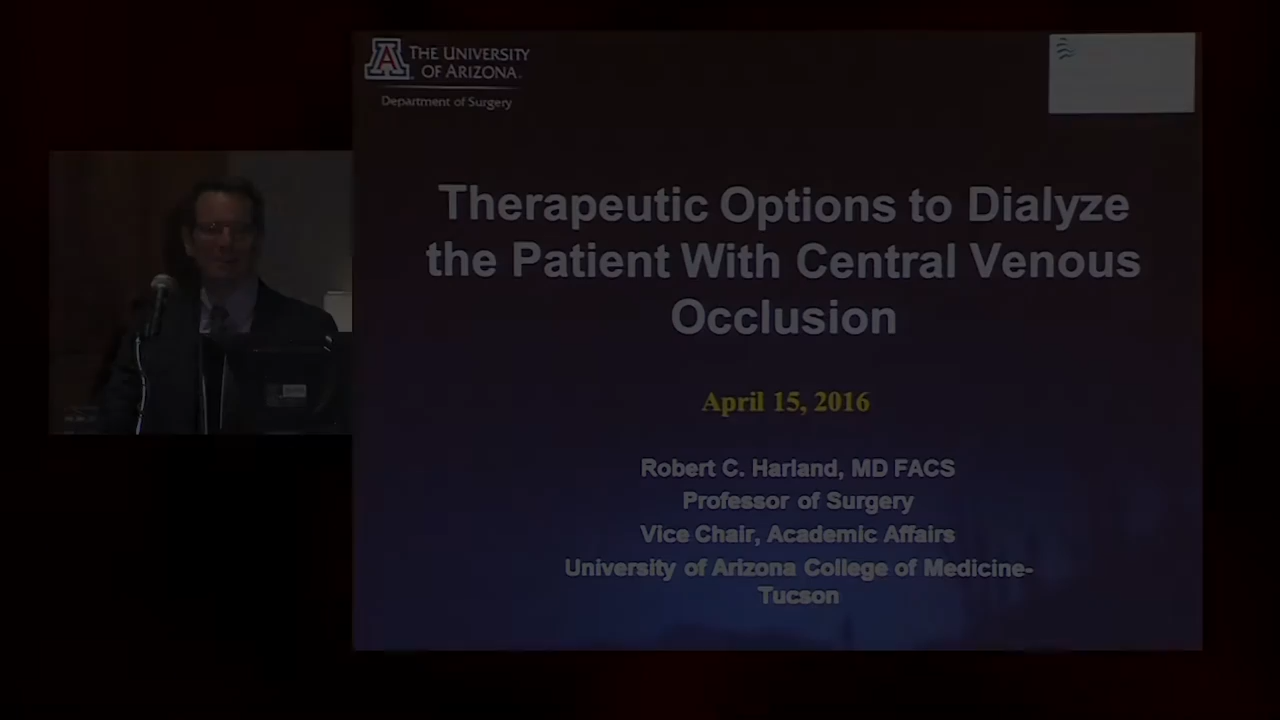 THE UNIVERSITY
OF ARIZONA.
Department of Surgery
Therapeutic Options to Dialyze
the Patient With Central Venous
Occlusion
April 15, 2016
Robert C. Harland, MD FACS
Professor of Surgery
Vice Chair, Academic Affairs
University of Arizona College of Medicine-
Tucson